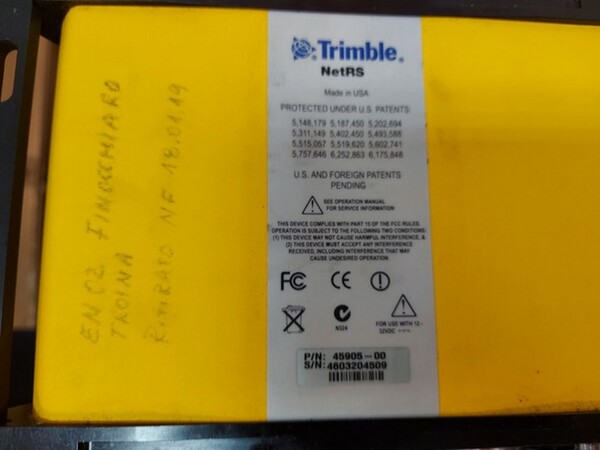 EN02 FINOCCHIARO
TROINA
RITIRATO NE 18.01.19
Trimble
NetRS
Made in USA
PROTECTED UNDER U.S. PATENTS:
5,148,179 5,187,450 5,202,694
5,311,149 5,402,450 5,493,588
5,515,057 5,519,620 5,602,741
5,757,646 6,252,863 6,175,848
U.S. AND FOREIGN PATENTS
PENDING
SEE OPERATION MANUAL
FOR SERVICE INFORMATION
THIS DEVICE COMPLIES WITH PART 15 OF THE FCC RULES.
OPERATION IS SUBJECT TO THE FOLLOWING TWO CONDITIONS:
(1) THIS DEVICE MAY NOT CAUSE HARMFUL INTERFERENCE, &
(2) THIS DEVICE MUST ACCEPT ANY INTERFERENCE
RECEIVED, INCLUDING INTERFERENCE THAT MAY
CAUSE UNDESIRED OPERATION.
FC CE
N324
FOR USE WITH 12 -
32VDC
P/N: 45905-00
S/N: 4603204509